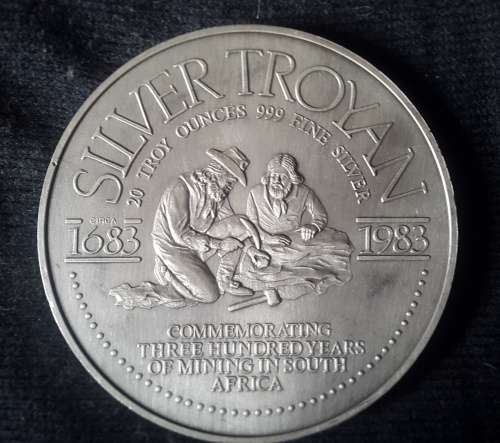 SILVER TROYAN
20 TROY OUNCES 999 FINE SILVER
CIRCA
1683
1983
COMMEMORATING
THREE HUNDRED YEARS
OF MINING IN SOUTH
AFRICA